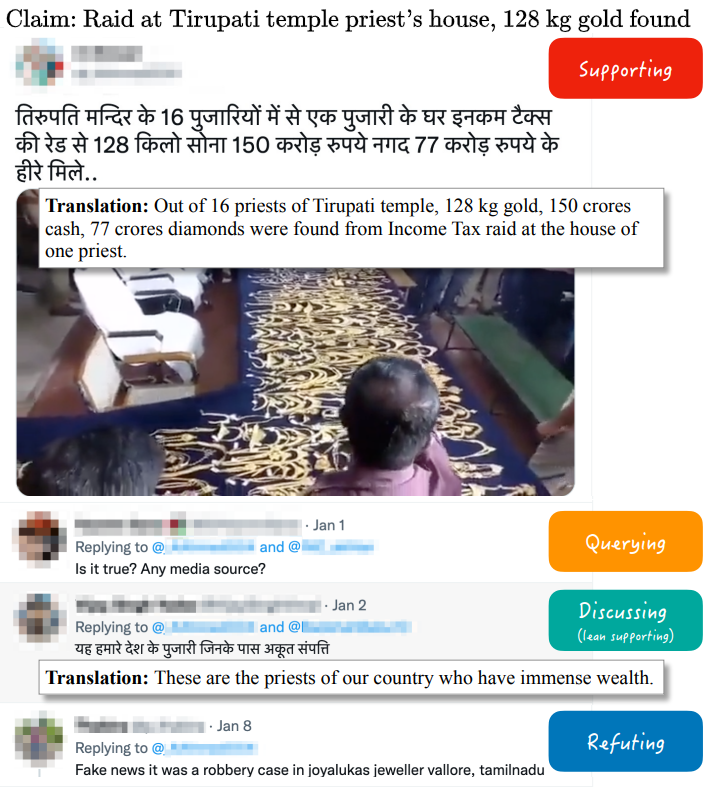 Claim: Raid at Tirupati temple priest's house, 128 kg gold found
Supporting
तिरुपति मन्दिर के 16 पुजारियों में से एक पुजारी के घर इनकम टैक्स
की रेड से 128 किलो सोना 150 करोड़ रुपये नगद 77 करोड़ रुपये के
हीरे मिले..
Translation: Out of 16 priests of Tirupati temple, 128 kg gold, 150 crores
cash, 77 crores diamonds were found from Income Tax raid at the house of
one priest.
· Jan 1
Replying to @ and @
Is it true? Any media source?
Querying
· Jan 2
Replying to @ and @
यह हमारे देश के पुजारी जिनके पास अकूत संपत्ति
Discussing
(lean supporting)
Translation: These are the priests of our country who have immense wealth.
· Jan 8
Replying to @
Fake news it was a robbery case in joyalukas jeweller vallore, tamilnadu
Refuting